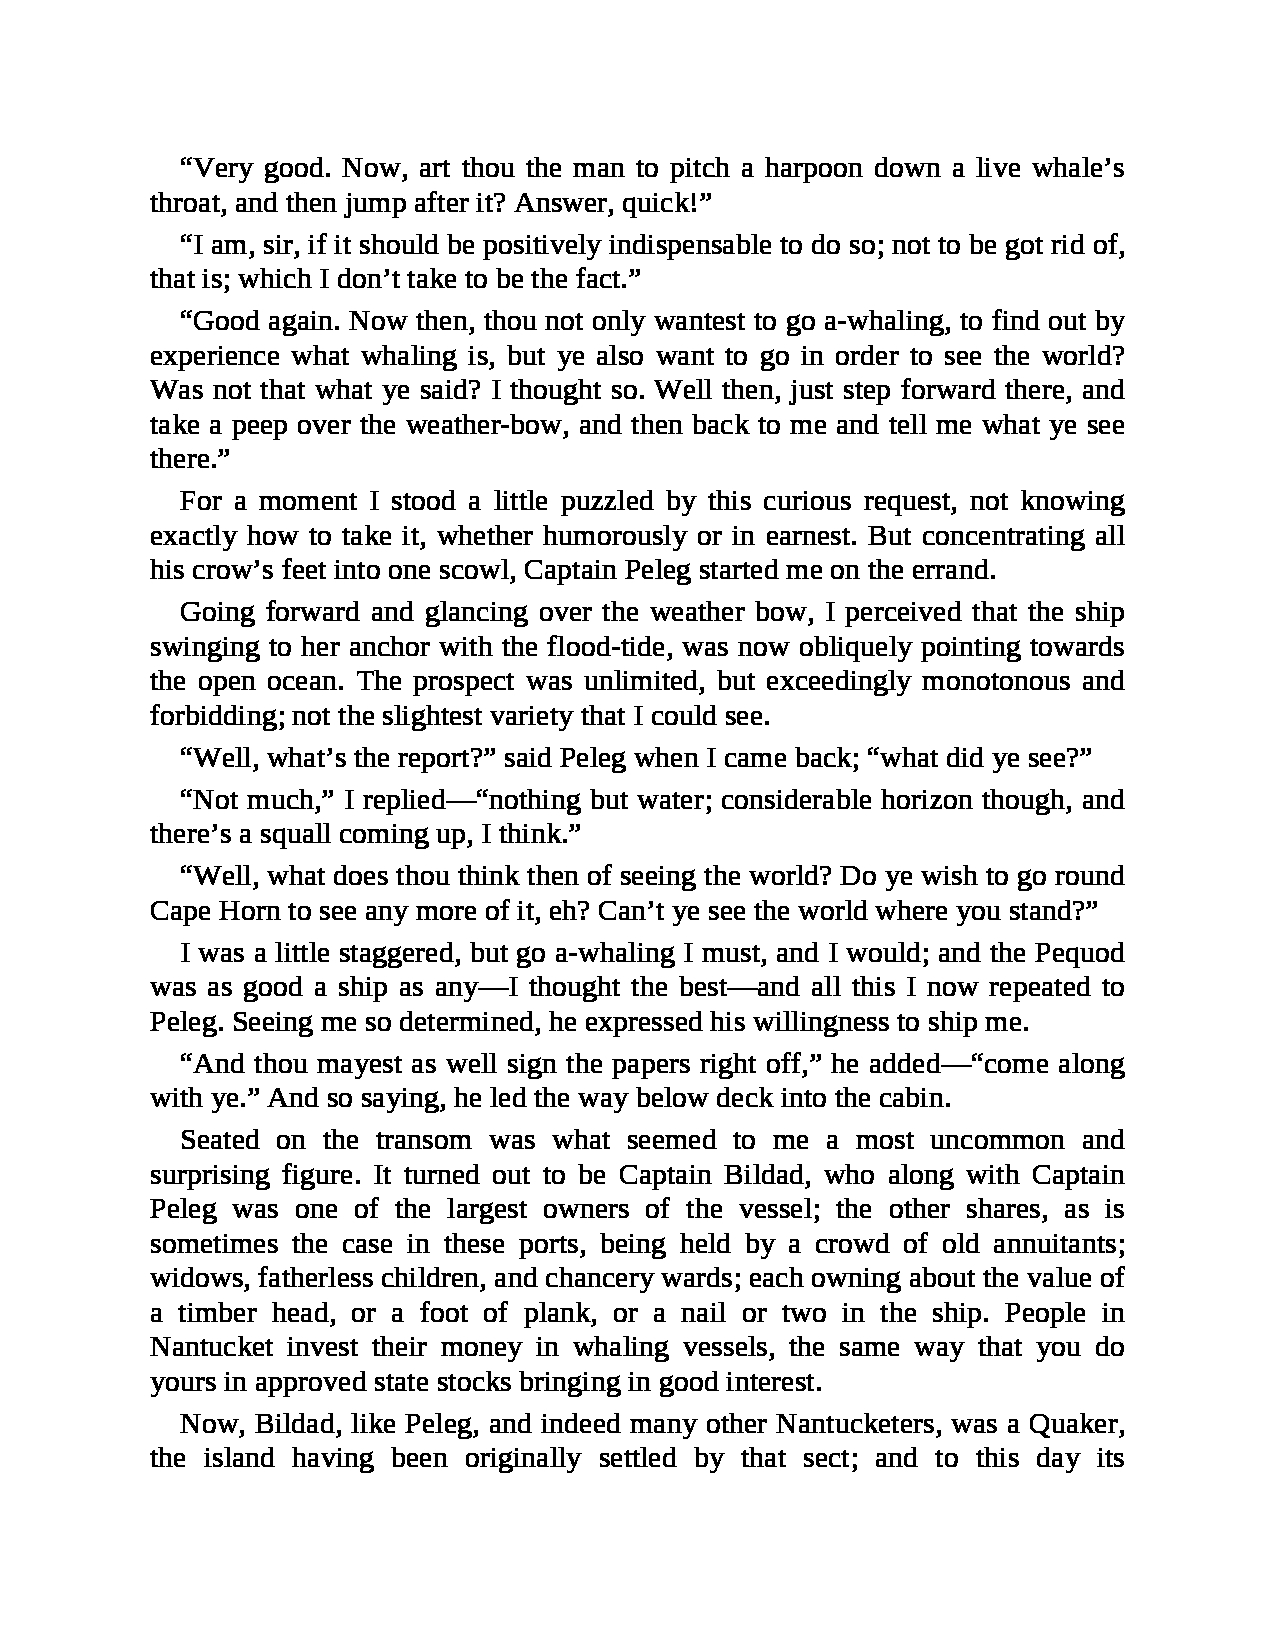 “Very good. Now, art thou the man to pitch a harpoon down a live whale’s
throat, and then jump after it? Answer, quick!”
“I am, sir, if it should be positively indispensable to do so; not to be got rid of,
that is; which I don’t take to be the fact.”
“Good again. Now then, thou not only wantest to go a-whaling, to find out by
experience what whaling is, but ye also want to go in order to see the world?
Was not that what ye said? I thought so. Well then, just step forward there, and
take a peep over the weather-bow, and then back to me and tell me what ye see
there.”
For a moment I stood a little puzzled by this curious request, not knowing
exactly how to take it, whether humorously or in earnest. But concentrating all
his crow’s feet into one scowl, Captain Peleg started me on the errand.
Going forward and glancing over the weather bow, I perceived that the ship
swinging to her anchor with the flood-tide, was now obliquely pointing towards
the open ocean. The prospect was unlimited, but exceedingly monotonous and
forbidding; not the slightest variety that I could see.
“Well, what’s the report?” said Peleg when I came back; “what did ye see?”
“Not much,” I replied—“nothing but water; considerable horizon though, and
there’s a squall coming up, I think.”
“Well, what does thou think then of seeing the world? Do ye wish to go round
Cape Horn to see any more of it, eh? Can’t ye see the world where you stand?”
I was a little staggered, but go a-whaling I must, and I would; and the Pequod
was as good a ship as any—I thought the best—and all this I now repeated to
Peleg. Seeing me so determined, he expressed his willingness to ship me.
“And thou mayest as well sign the papers right off,” he added—“come along
with ye.” And so saying, he led the way below deck into the cabin.
Seated on the transom was what seemed to me a most uncommon and
surprising figure. It turned out to be Captain Bildad, who along with Captain
Peleg was one of the largest owners of the vessel; the other shares, as is
sometimes the case in these ports, being held by a crowd of old annuitants;
widows, fatherless children, and chancery wards; each owning about the value of
a timber head, or a foot of plank, or a nail or two in the ship. People in
Nantucket invest their money in whaling vessels, the same way that you do
yours in approved state stocks bringing in good interest.
Now, Bildad, like Peleg, and indeed many other Nantucketers, was a Quaker,
the island having been originally settled by that sect; and to this day its